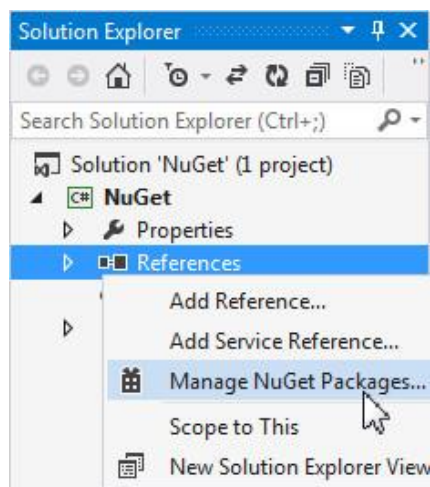 Solution Explorer
Search Solution Explorer (Ctrl+;)
Solution 'NuGet' (1 project)
C# NuGet
Properties
References
Add Reference...
Add Service Reference...
Manage NuGet Packages...
Scope to This
New Solution Explorer View